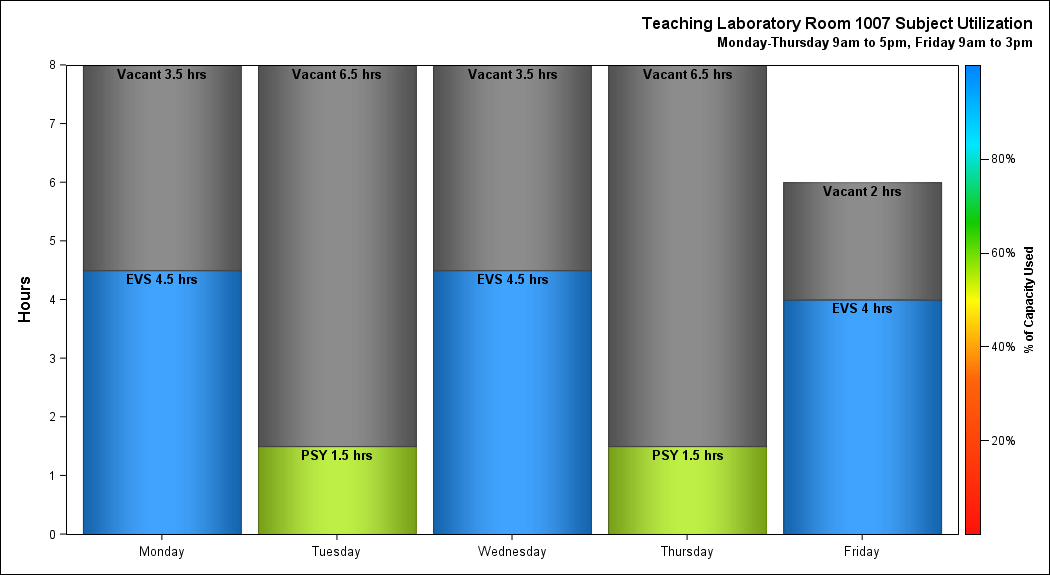 Teaching Laboratory Room 1007 Subject Utilization
Monday-Thursday 9am to 5pm, Friday 9am to 3pm
Hours
8
7
6
5
4
3
2
1
0
Vacant 3.5 hrs
EVS 4.5 hrs
Vacant 6.5 hrs
PSY 1.5 hrs
Vacant 3.5 hrs
EVS 4.5 hrs
Vacant 6.5 hrs
PSY 1.5 hrs
Vacant 2 hrs
EVS 4 hrs
Monday
Tuesday
Wednesday
Thursday
Friday
80%
60%
40%
20%
% of Capacity Used